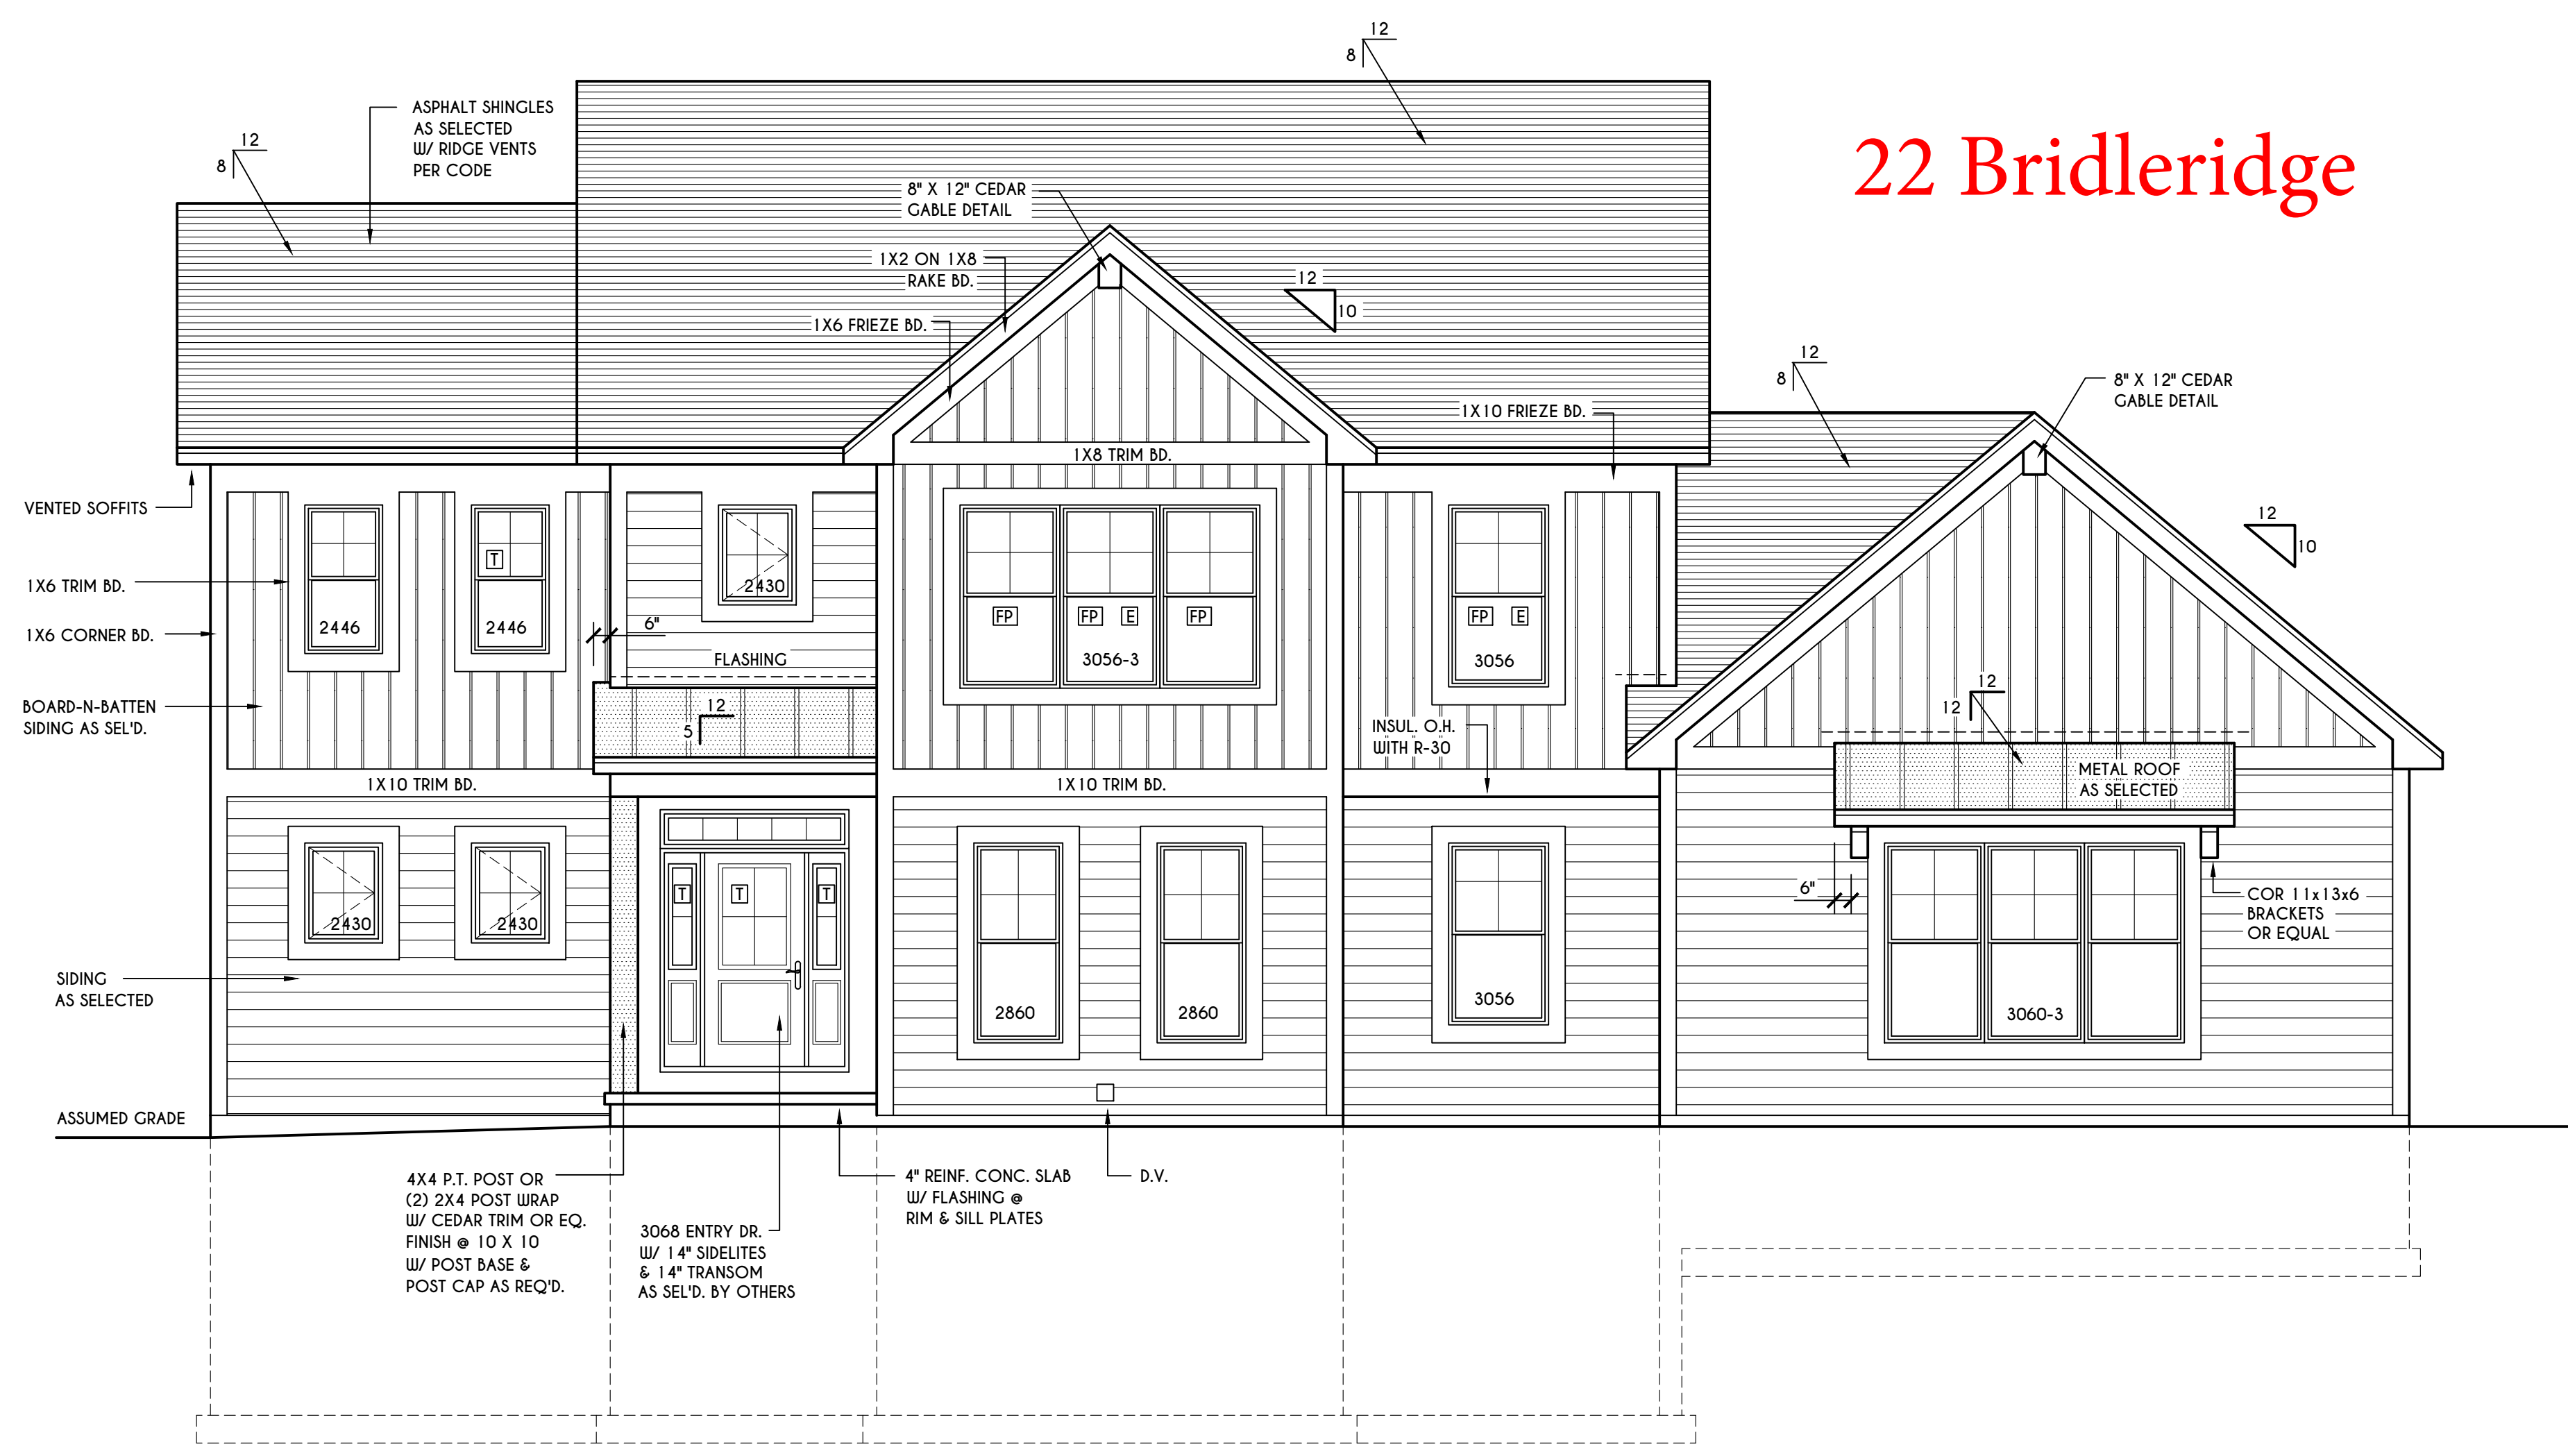 12
8
22 Bridleridge
ASPHALT SHINGLES
AS SELECTED
W/ RIDGE VENTS
PER CODE
12
8
8" X 12" CEDAR
GABLE DETAIL
1X2 ON 1X8
RAKE BD.
12
10
1X6 FRIEZE BD.
12
8
8" X 12" CEDAR
GABLE DETAIL
1X10 FRIEZE BD.
1X8 TRIM BD.
VENTED SOFFITS
12
10
T
1X6 TRIM BD.
2430
1X6 CORNER BD.
2446
2446
6"
FP
FP
E
FP
FP
E
FLASHING
3056-3
3056
BOARD-N-BATTEN
SIDING AS SEL'D.
12
5
INSUL. O.H.
WITH R-30
12
12
METAL ROOF
AS SELECTED
1X10 TRIM BD.
1X10 TRIM BD.
T
T
T
6"
COR 11x13x6
BRACKETS
OR EQUAL
2430
2430
SIDING
AS SELECTED
2860
2860
3056
3060-3
ASSUMED GRADE
4X4 P.T. POST OR
(2) 2X4 POST WRAP
W/ CEDAR TRIM OR EQ.
FINISH @ 10 X 10
W/ POST BASE &
POST CAP AS REQ'D.
3068 ENTRY DR.
W/ 14" SIDELITES
& 14" TRANSOM
AS SEL'D. BY OTHERS
4" REINF. CONC. SLAB
W/ FLASHING @
RIM & SILL PLATES
D.V.